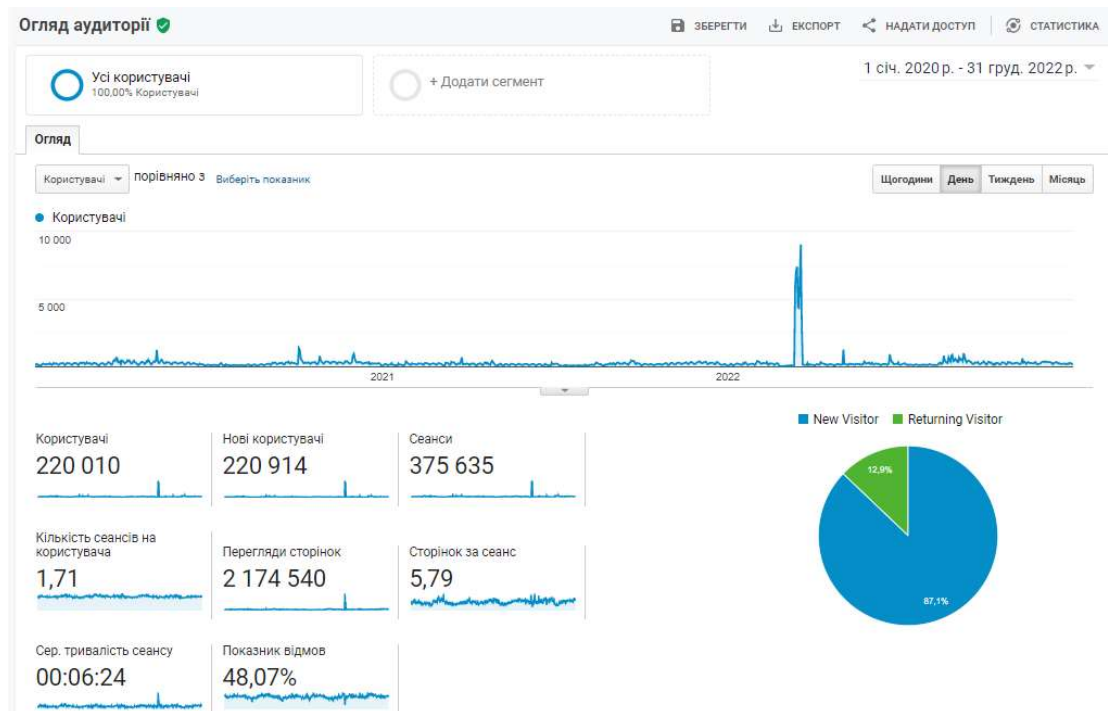 Огляд аудиторії
ЗБЕРЕГТИ ЕКСПОРТ НАДАТИ ДОСТУП СТАТИСТИКА
Усі користувачі
100,00% Користувачі
+ Додати сегмент
1 січ. 2020 р. - 31 груд. 2022 р.
Огляд
Користувачі порівняно з Виберіть показник
Щогодини День Тиждень Місяць
Користувачі
10 000
5 000
2021 2022
New Visitor Returning Visitor
Користувачі
220 010
Нові користувачі
220 914
Сеанси
375 635
Кількість сеансів на
користувача
1,71
Перегляди сторінок
2 174 540
Сторінок за сеанс
5,79
Сер. тривалість сеансу
00:06:24
Показник відмов
48,07%
12,9%
87,1%